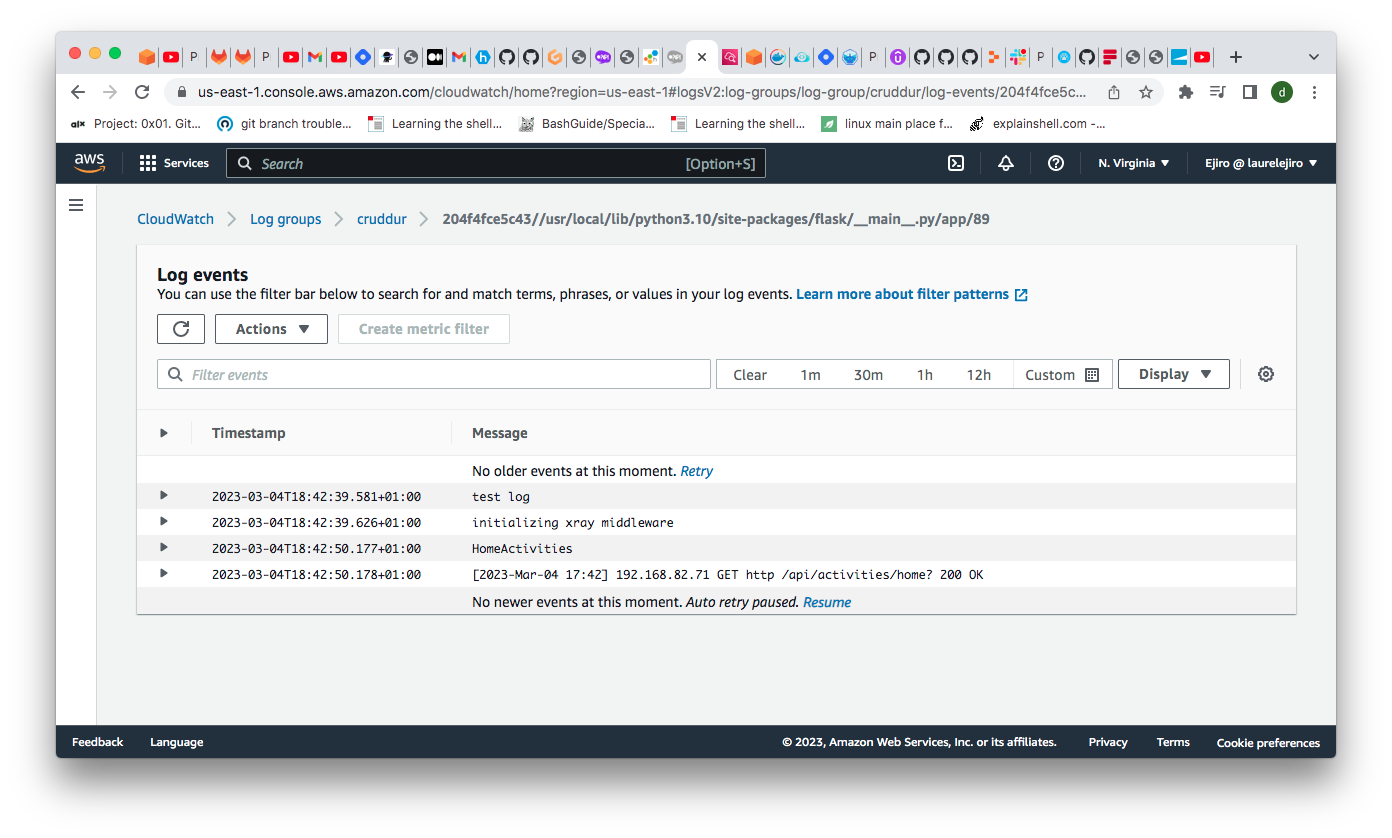 P P P P
us-east-1.console.aws.amazon.com/cloudwatch/home?region=us-east-1#logsV2:log-groups/log-group/cruddur/log-events/204f4fce5c... d
alx Project: 0x01. Git... git branch trouble... Learning the shell... BashGuide/Specia... Learning the shell... linux main place f... explainshell.com -...
aws Services Search [Option+S] N. Virginia ▼ Ejiro @ laurelejiro ▼
CloudWatch > Log groups > cruddur > 204f4fce5c43//usr/local/lib/python3.10/site-packages/flask/__main__.py/app/89
Log events
You can use the filter bar below to search for and match terms, phrases, or values in your log events. Learn more about filter patterns
Actions ▼ Create metric filter
Filter events Clear 1m 30m 1h 12h Custom Display ▼
Timestamp Message
No older events at this moment. Retry
2023-03-04T18:42:39.581+01:00 test log
2023-03-04T18:42:39.626+01:00 initializing xray middleware
2023-03-04T18:42:50.177+01:00 HomeActivities
2023-03-04T18:42:50.178+01:00 [2023-Mar-04 17:42] 192.168.82.71 GET http /api/activities/home? 200 OK
No newer events at this moment. Auto retry paused. Resume
Feedback Language © 2023, Amazon Web Services, Inc. or its affiliates. Privacy Terms Cookie preferences